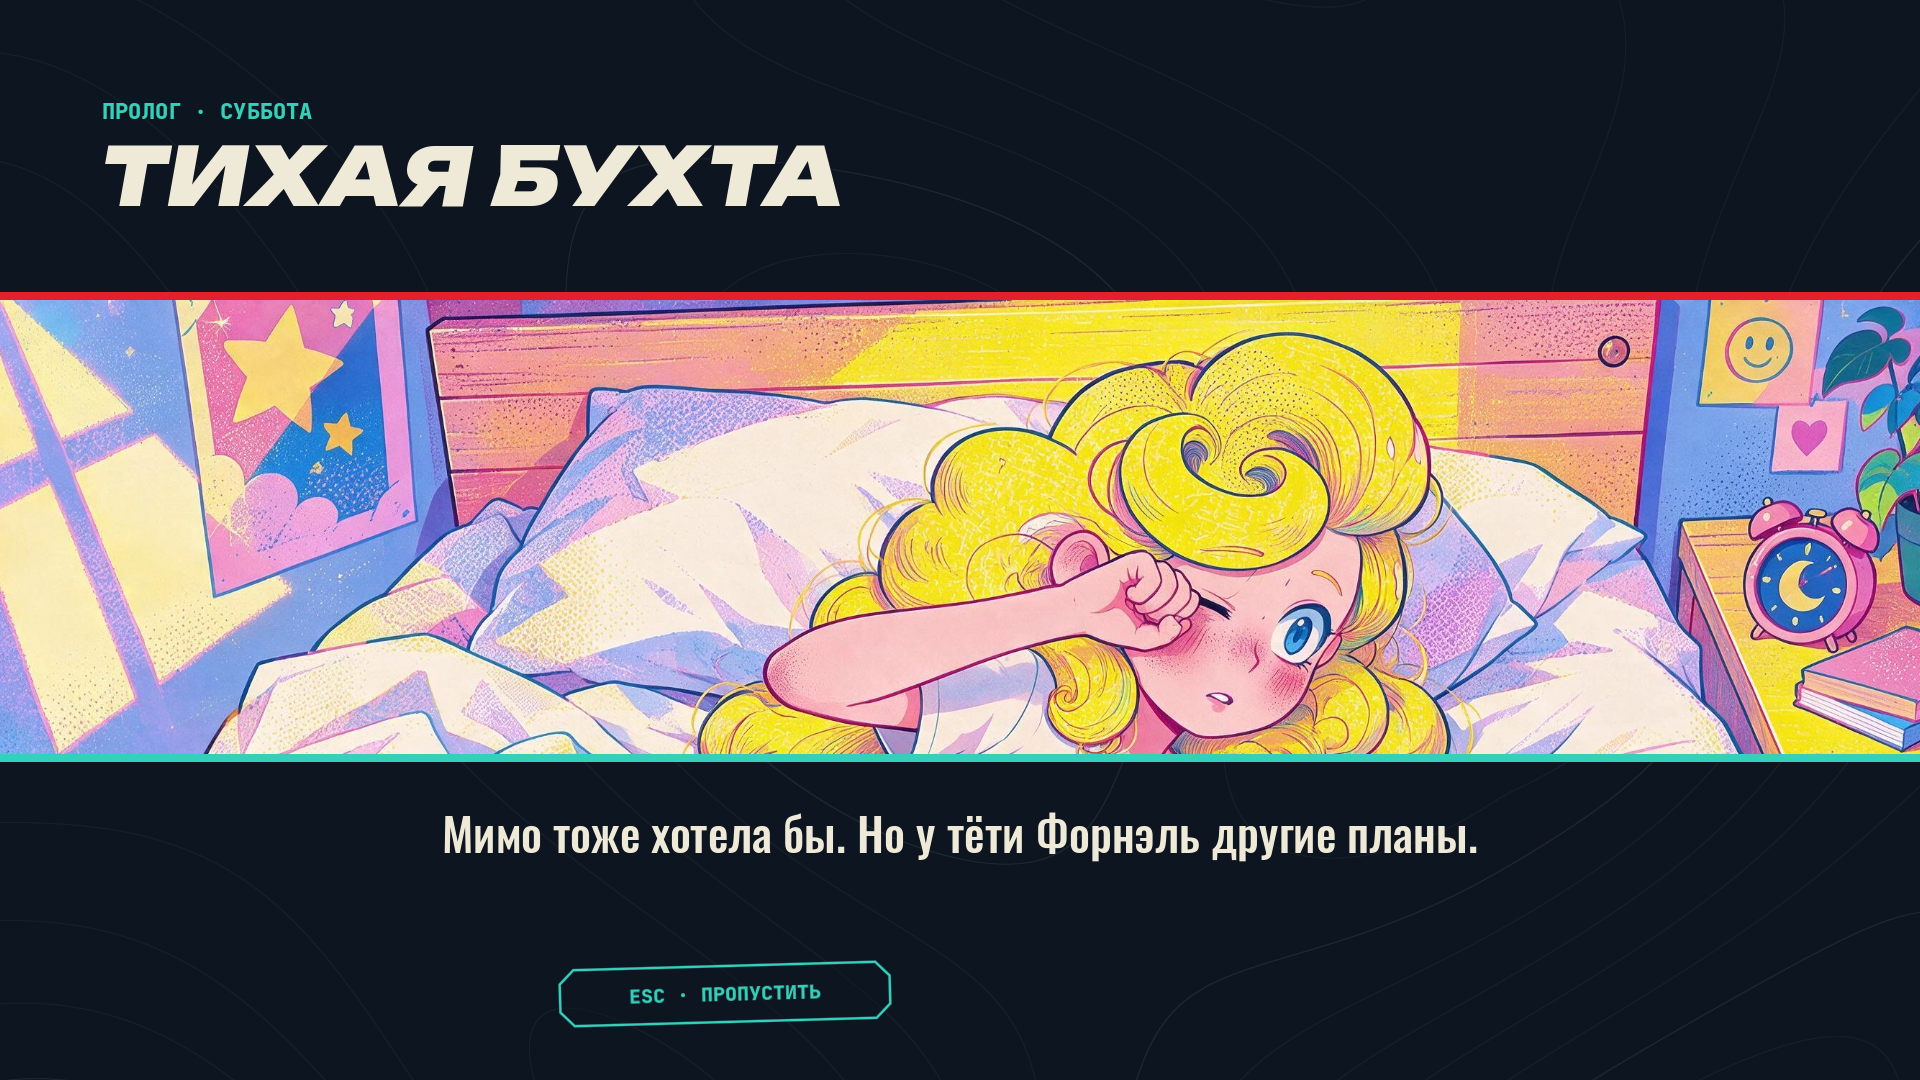 ПРОЛОГ · СУББОТА
ТИХАЯ БУХТА
Мимо тоже хотела бы. Но у тёти Форнэль другие планы.
ESC · ПРОПУСТИТЬ